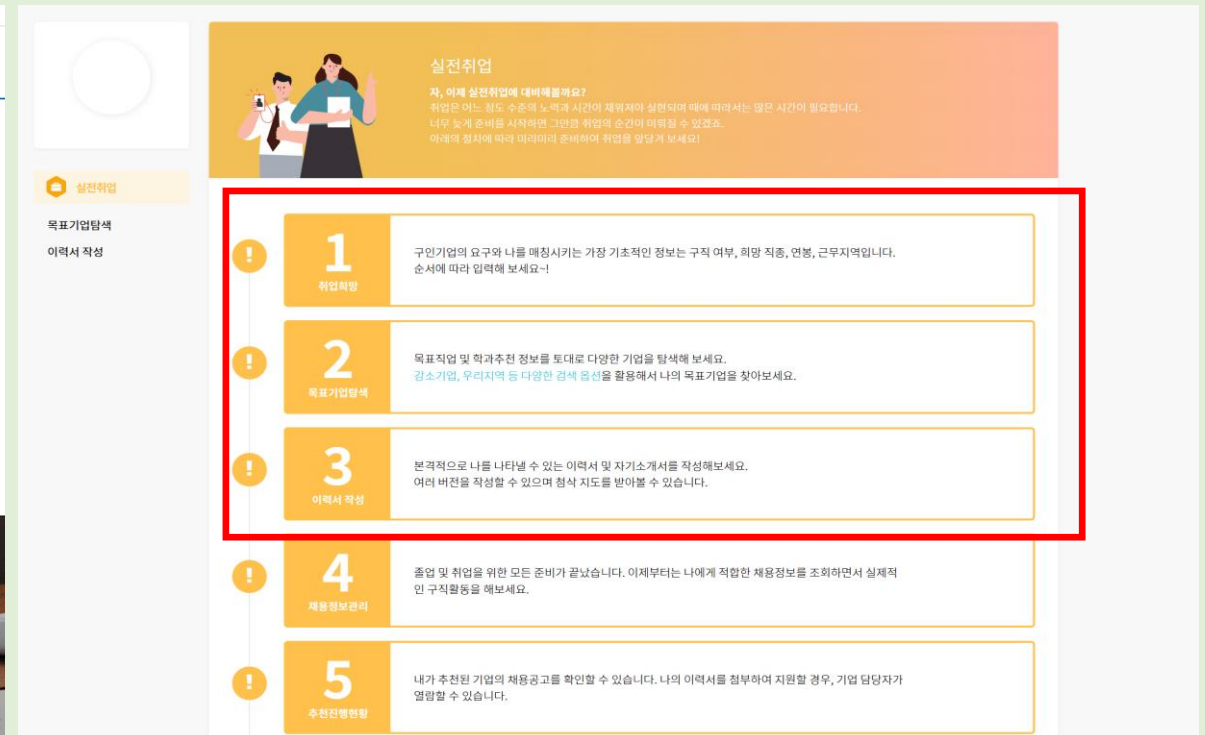 실전취업
자, 이제 실전취업에 대비해볼까요?
취업은 어느 정도 수준의 노력과 시간이 채워져야 실현되며 때에 따라서는 많은 시간이 필요합니다.
너무 늦게 준비를 시작하면 그만큼 취업의 순간이 미뤄질 수 있겠죠.
아래의 절차에 따라 미리미리 준비하여 취업을 앞당겨 보세요!
실전취업
목표기업탐색
이력서 작성
!
1
취업희망
구인기업의 요구와 나를 매칭시키는 가장 기초적인 정보는 구직 여부, 희망 직종, 연봉, 근무지역입니다.
순서에 따라 입력해 보세요~!
!
2
목표기업탐색
목표직업 및 학과추천 정보를 토대로 다양한 기업을 탐색해 보세요.
강소기업, 우리지역 등 다양한 검색 옵션을 활용해서 나의 목표기업을 찾아보세요.
!
3
이력서 작성
본격적으로 나를 나타낼 수 있는 이력서 및 자기소개서를 작성해보세요.
여러 버전을 작성할 수 있으며 첨삭 지도를 받아볼 수 있습니다.
!
4
채용정보관리
졸업 및 취업을 위한 모든 준비가 끝났습니다. 이제부터는 나에게 적합한 채용정보를 조회하면서 실제적
인 구직활동을 해보세요.
!
5
추천진행현황
내가 추천된 기업의 채용공고를 확인할 수 있습니다. 나의 이력서를 첨부하여 지원할 경우, 기업 담당자가
열람할 수 있습니다.